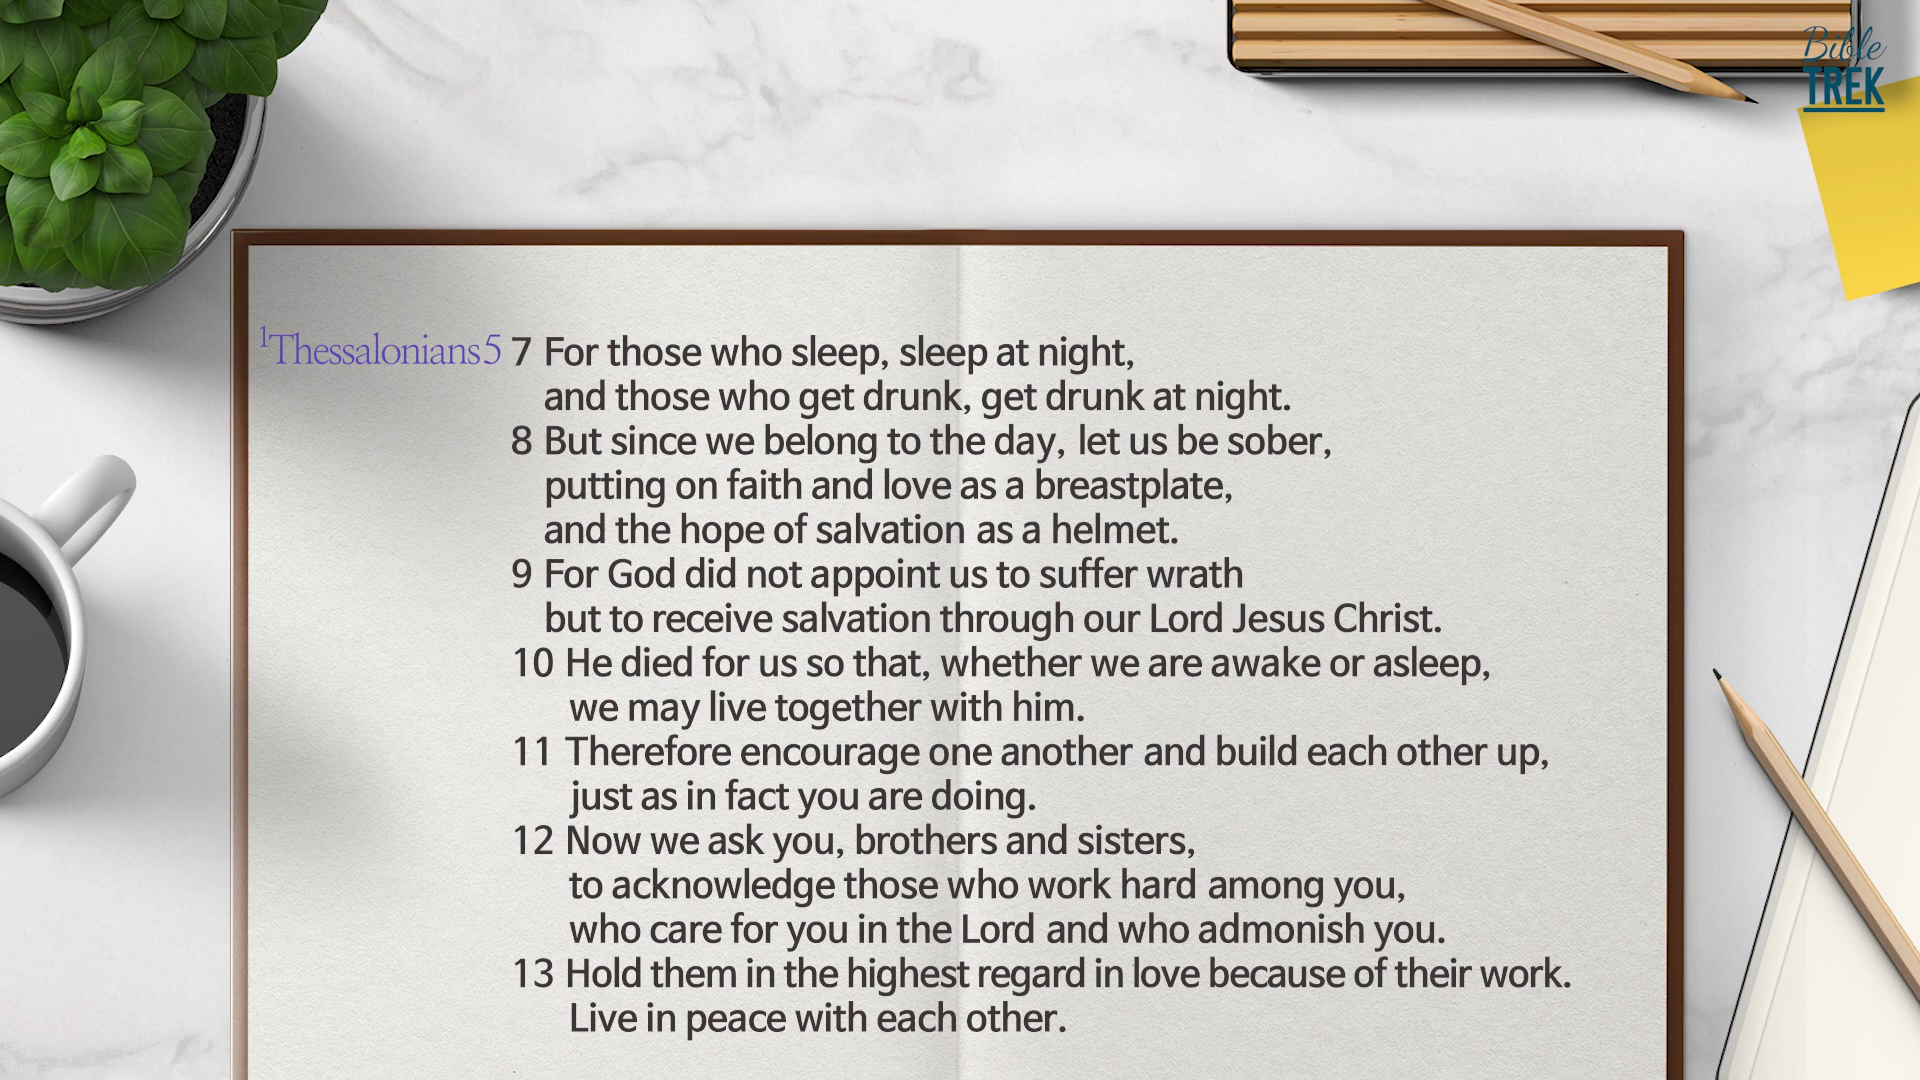 Bible
TREK
1Thessalonians5 7 For those who sleep, sleep at night,
and those who get drunk, get drunk at night.
8 But since we belong to the day, let us be sober,
putting on faith and love as a breastplate,
and the hope of salvation as a helmet.
9 For God did not appoint us to suffer wrath
but to receive salvation through our Lord Jesus Christ.
10 He died for us so that, whether we are awake or asleep,
we may live together with him.
11 Therefore encourage one another and build each other up,
just as in fact you are doing.
12 Now we ask you, brothers and sisters,
to acknowledge those who work hard among you,
who care for you in the Lord and who admonish you.
13 Hold them in the highest regard in love because of their work.
Live in peace with each other.